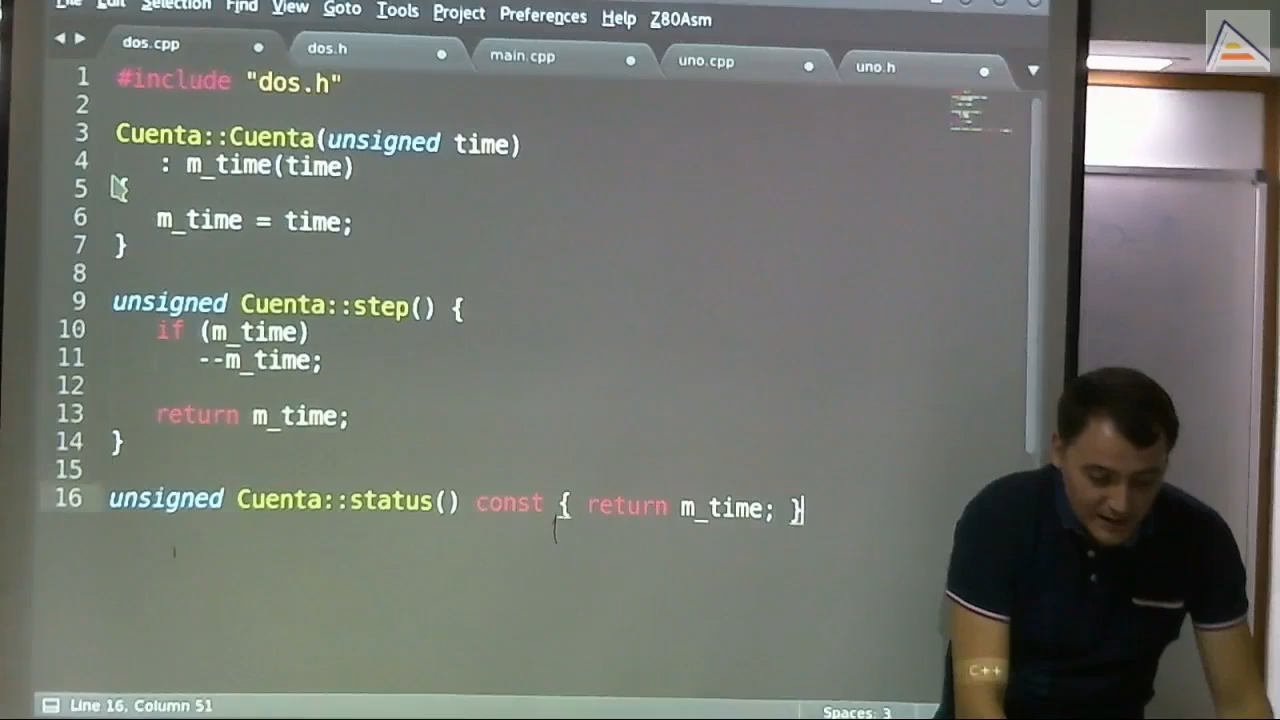 File Edit Selection Find View Goto Tools Project Preferences Help Z80Asm
dos.cpp dos.h main.cpp uno.cpp uno.h
1 #include "dos.h"
2
3 Cuenta::Cuenta(unsigned time)
4 : m_time(time)
5 {
6 m_time = time;
7 }
8
9 unsigned Cuenta::step() {
10 if (m_time)
11 --m_time;
12
13 return m_time;
14 }
15
16 unsigned Cuenta::status() const { return m_time; }
C++
Line 16, Column 51 Spaces: 3